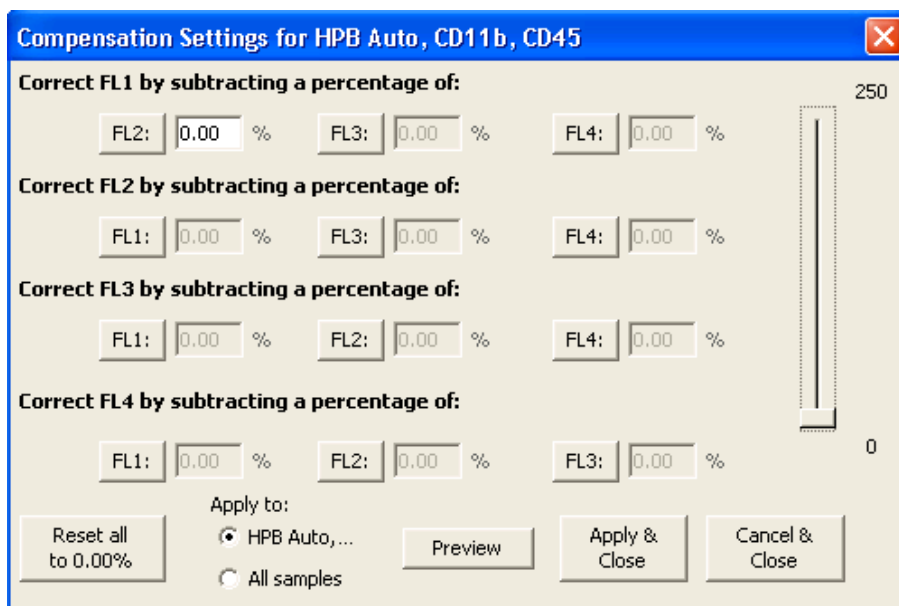 Compensation Settings for HPB Auto, CD11b, CD45
Correct FL1 by subtracting a percentage of:
250
FL2: 0.00 % FL3: 0.00 % FL4: 0.00 %
Correct FL2 by subtracting a percentage of:
FL1: 0.00 % FL3: 0.00 % FL4: 0.00 %
Correct FL3 by subtracting a percentage of:
FL1: 0.00 % FL2: 0.00 % FL4: 0.00 %
Correct FL4 by subtracting a percentage of:
0
FL1: 0.00 % FL2: 0.00 % FL3: 0.00 %
Reset all
to 0.00%
Apply to:
HPB Auto,...
All samples
Preview
Apply &
Close
Cancel &
Close